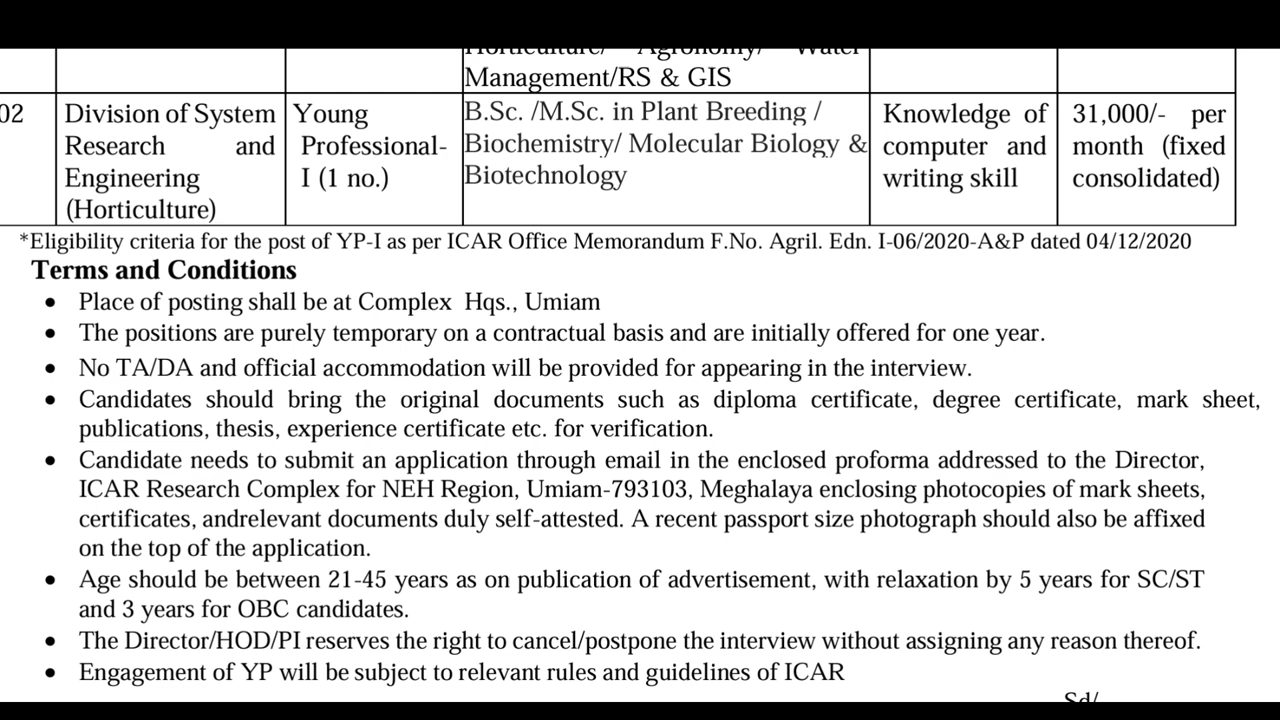 Horticulture/ Agronomy/ Water
Management/RS & GIS
02
Division of System
Research and
Engineering
(Horticulture)
Young
Professional-
I (1 no.)
B.Sc. /M.Sc. in Plant Breeding /
Biochemistry/ Molecular Biology &
Biotechnology
Knowledge of
computer and
writing skill
31,000/- per
month (fixed
consolidated)
*Eligibility criteria for the post of YP-I as per ICAR Office Memorandum F.No. Agril. Edn. I-06/2020-A&P dated 04/12/2020
Terms and Conditions
• Place of posting shall be at Complex Hqs., Umiam
• The positions are purely temporary on a contractual basis and are initially offered for one year.
• No TA/DA and official accommodation will be provided for appearing in the interview.
• Candidates should bring the original documents such as diploma certificate, degree certificate, mark sheet,
publications, thesis, experience certificate etc. for verification.
• Candidate needs to submit an application through email in the enclosed proforma addressed to the Director,
ICAR Research Complex for NEH Region, Umiam-793103, Meghalaya enclosing photocopies of mark sheets,
certificates, andrelevant documents duly self-attested. A recent passport size photograph should also be affixed
on the top of the application.
• Age should be between 21-45 years as on publication of advertisement, with relaxation by 5 years for SC/ST
and 3 years for OBC candidates.
• The Director/HOD/PI reserves the right to cancel/postpone the interview without assigning any reason thereof.
• Engagement of YP will be subject to relevant rules and guidelines of ICAR
Sd/